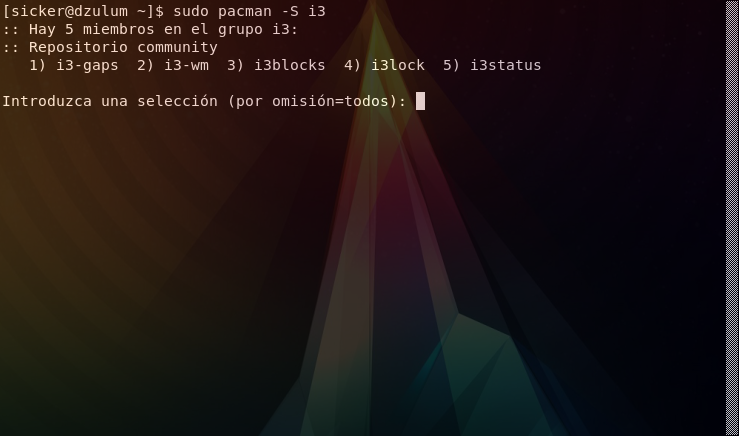 [sicker@dzulum ~]$ sudo pacman -S i3
:: Hay 5 miembros en el grupo i3:
:: Repositorio community
   1) i3-gaps  2) i3-wm  3) i3blocks  4) i3lock  5) i3status

Introduzca una selección (por omisión=todos):